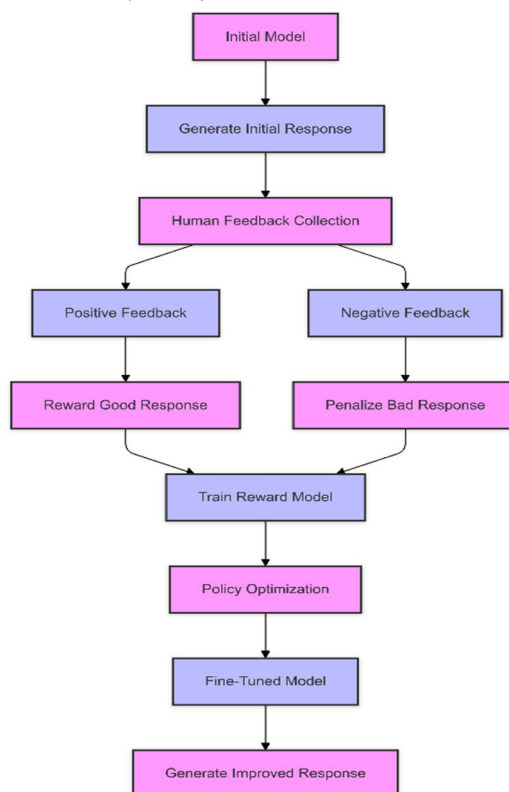 Initial Model
Generate Initial Response
Human Feedback Collection
Positive Feedback
Negative Feedback
Reward Good Response
Penalize Bad Response
Train Reward Model
Policy Optimization
Fine-Tuned Model
Generate Improved Response